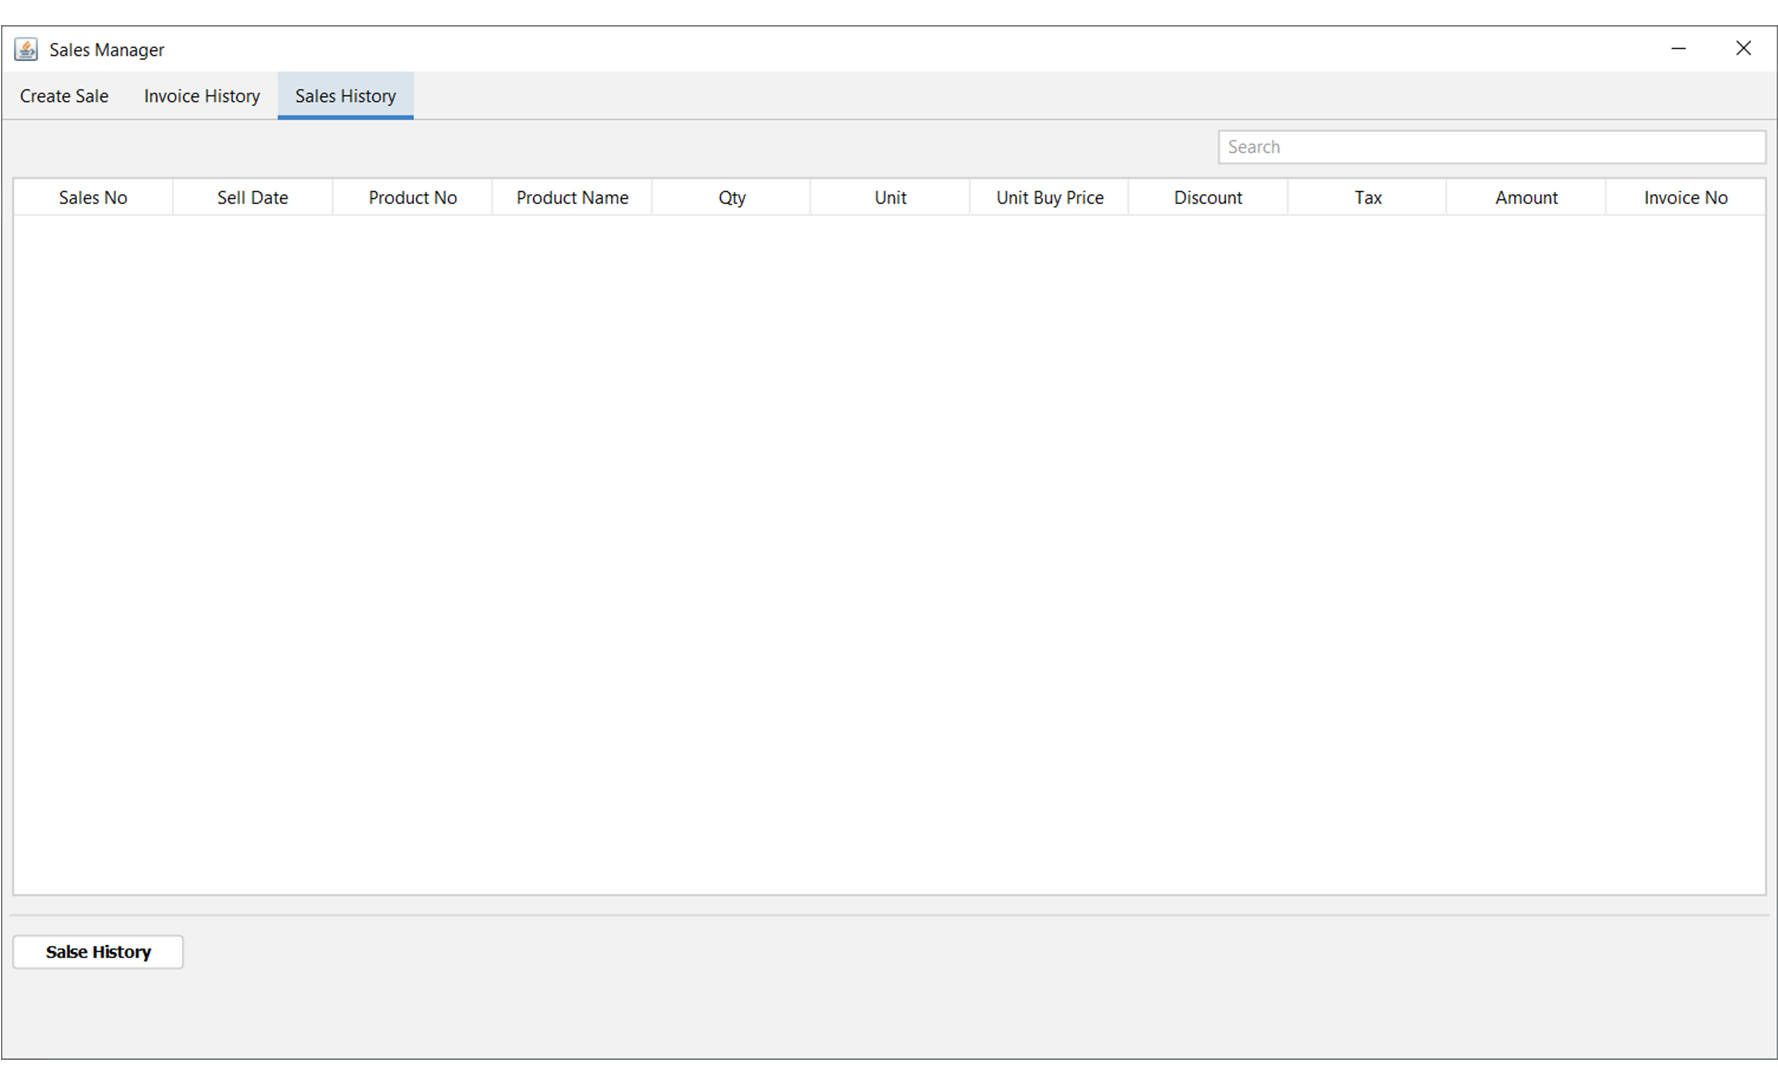 Sales Manager
Create Sale Invoice History Sales History
Search
Sales No Sell Date Product No Product Name Qty Unit Unit Buy Price Discount Tax Amount Invoice No
Salse History